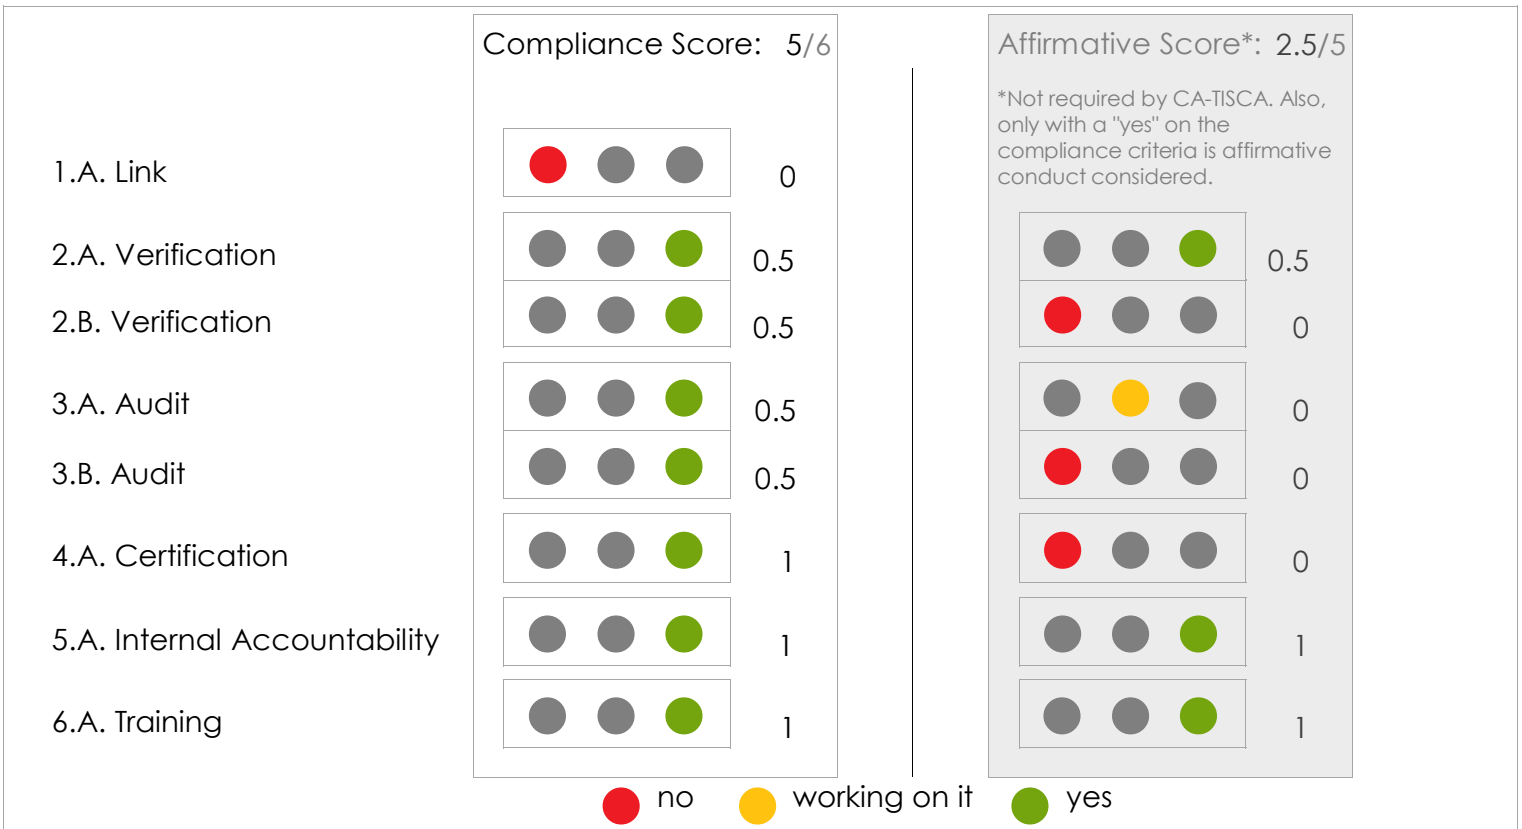 Compliance Score: 5/6
Affirmative Score*: 2.5/5
*Not required by CA-TISCA. Also,
only with a "yes" on the
compliance criteria is affirmative
conduct considered.
1.A. Link 0
2.A. Verification 0.5 0.5
2.B. Verification 0.5 0
3.A. Audit 0.5 0
3.B. Audit 0.5 0
4.A. Certification 1 0
5.A. Internal Accountability 1 1
6.A. Training 1 1
no working on it yes